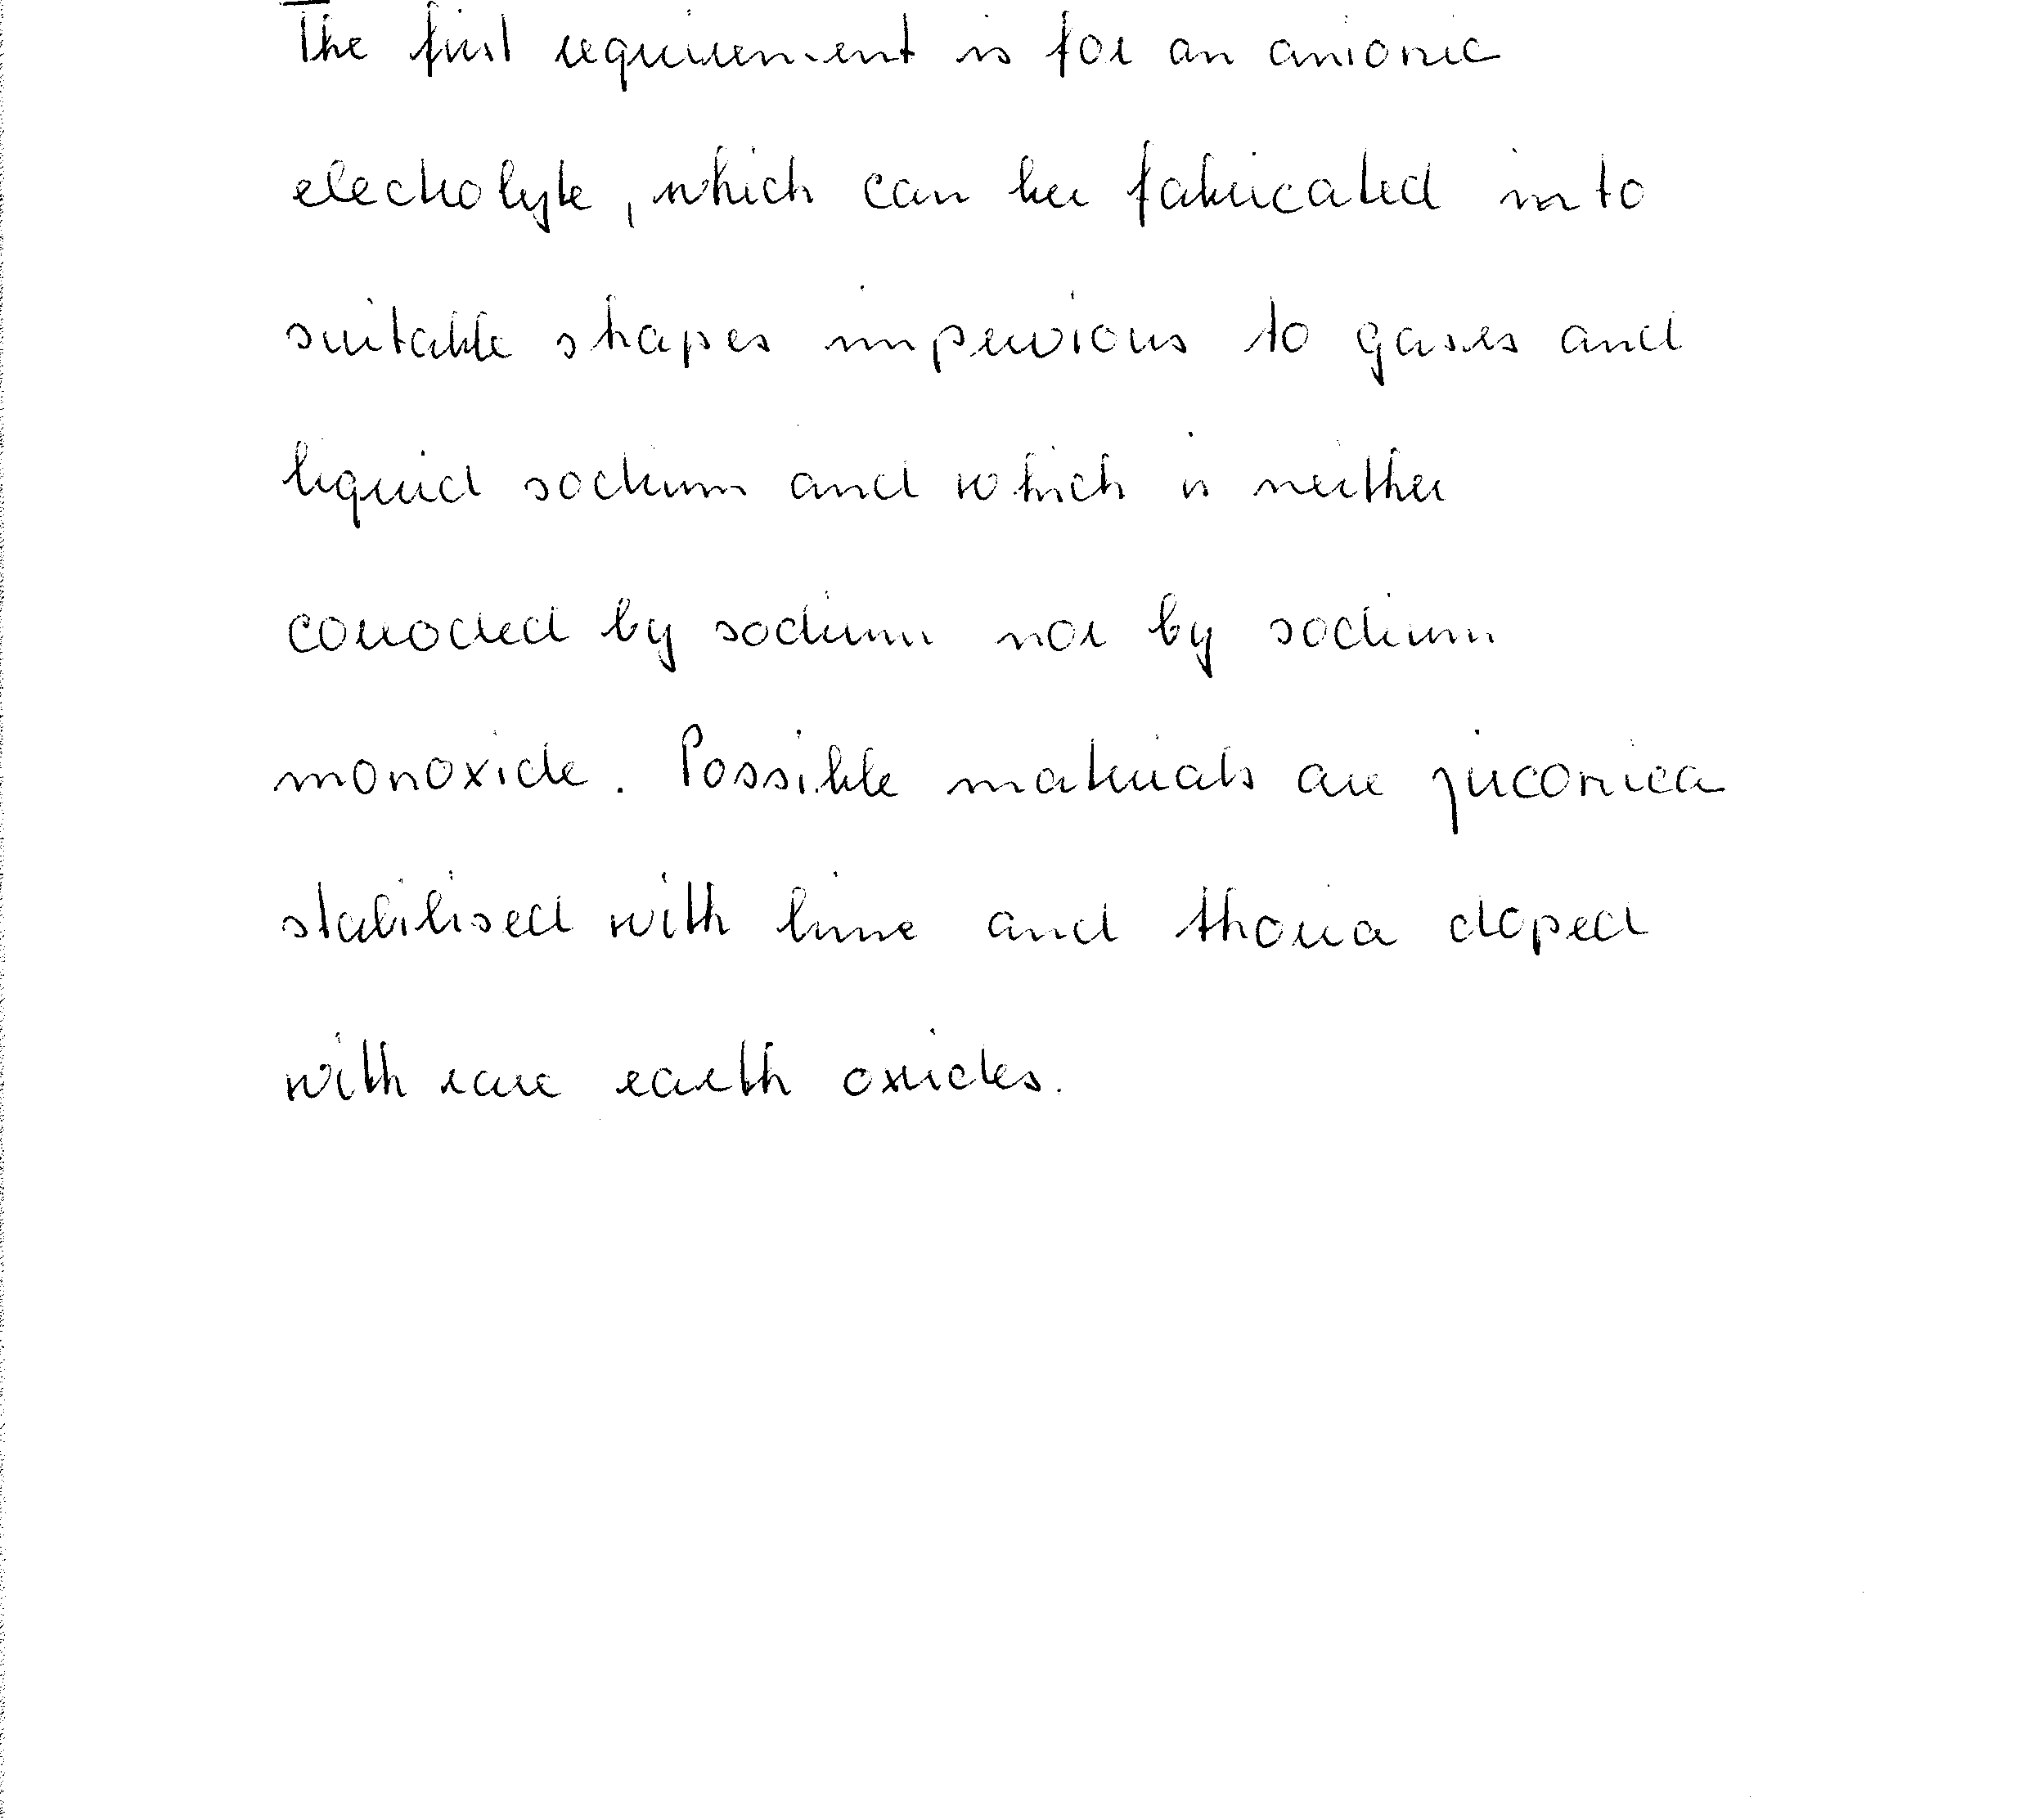 The first requirement is for an anionic
electrolyte, which can be fabricated into
suitable shapes impervious to gases and
liquid sodium and which is neither
corroded by sodium nor by sodium
monoxide. Possible materials are zirconica
stabilised with lime and thoria doped
with rare earth oxides.